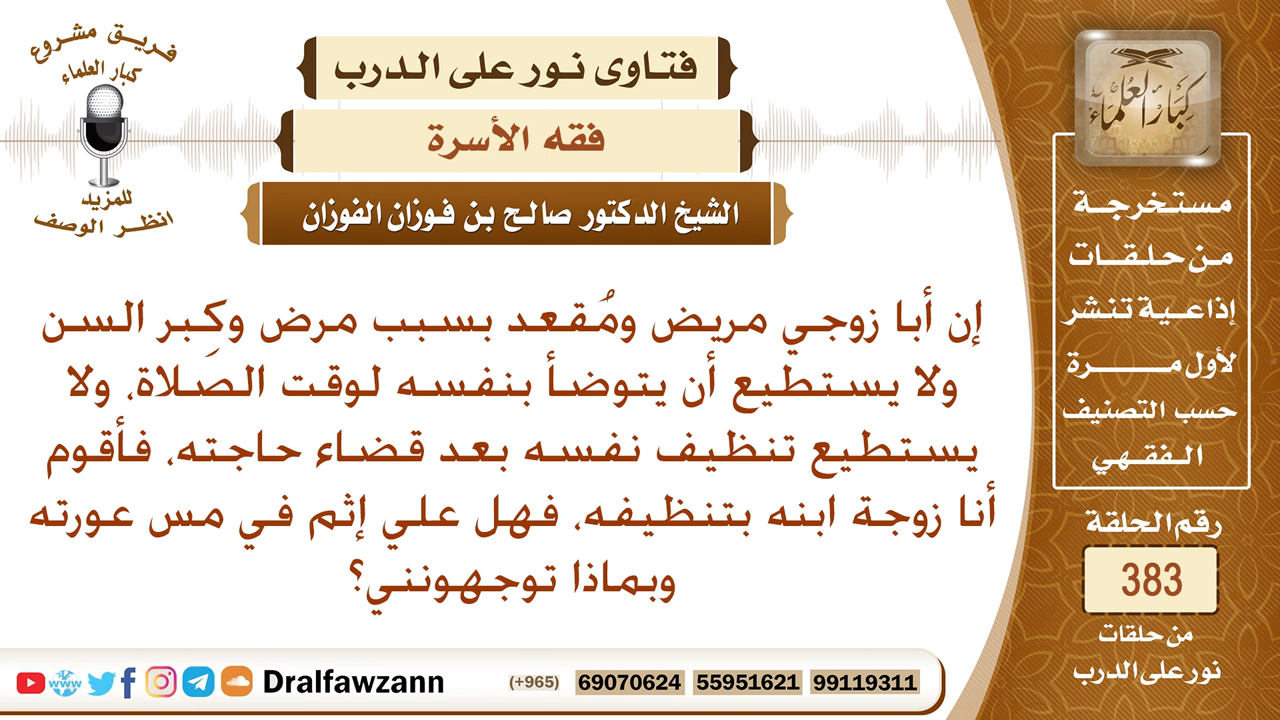 فريق مشروع
كبار العلماء
للمزيد
انظر الوصف
فتاوى نور على الدرب
فقه الأسرة
الشيخ الدكتور صالح بن فوزان الفوزان
إن أبا زوجي مريض ومُقعد بسبب مرض وكِبر السن
ولا يستطيع أن يتوضأ بنفسه لوقت الصلاة، ولا
يستطيع تنظيف نفسه بعد قضاء حاجته، فأقوم
أنا زوجة ابنه بتنظيفه، فهل علي إثم في مس عورته
وبماذا توجهونني؟
كِبَارُ العُلَمَاء
مستخرجة
من حلقات
إذاعية تنشر
لأول مرة
حسب التصنيف
الفقهي
رقم الحلقة
383
من حلقات
نور على الدرب
www Dralfawzann (+965) 69070624 55951621 99119311